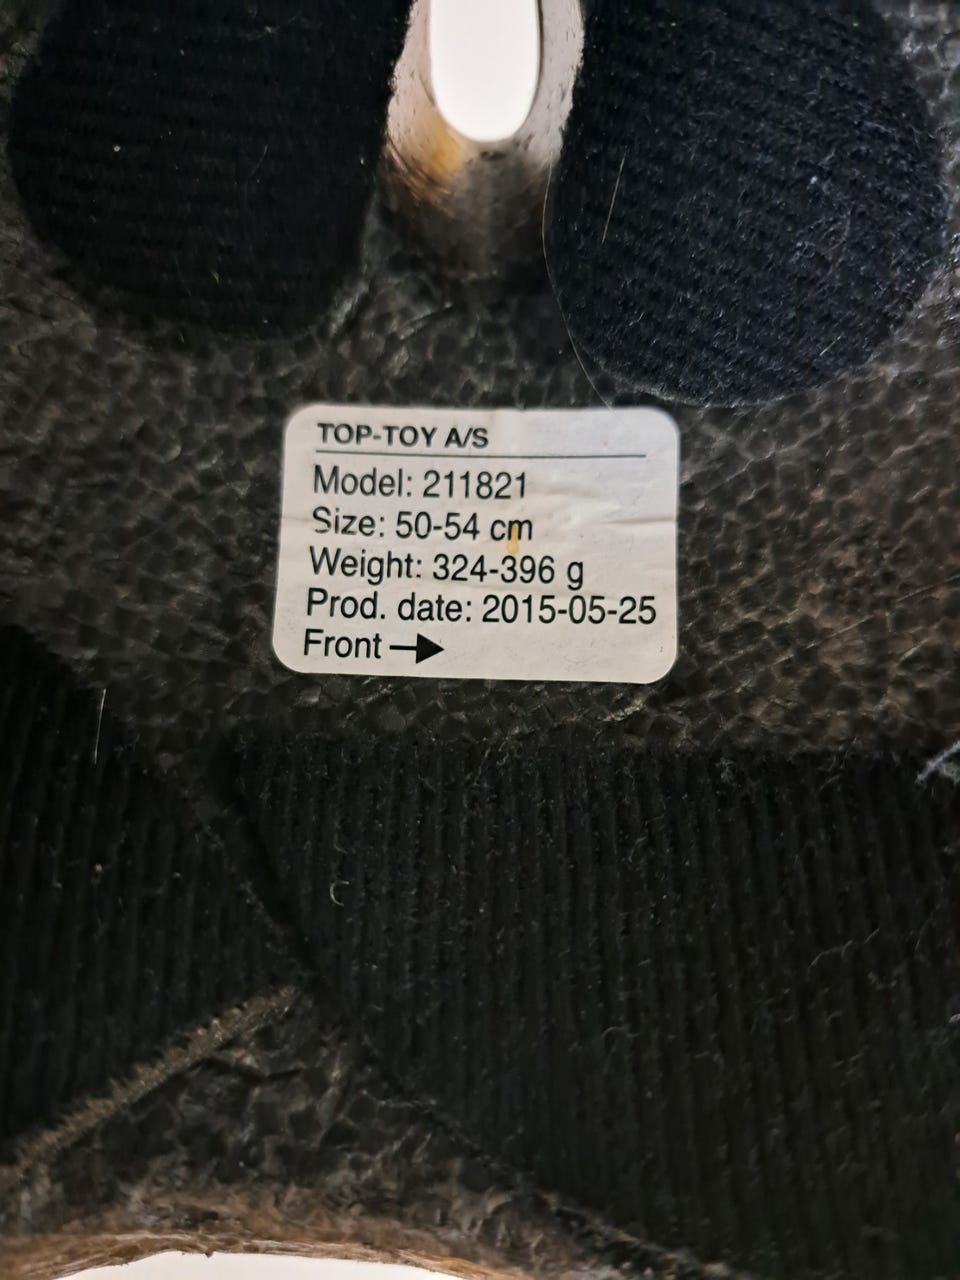 TOP-TOY A/S
Model: 211821
Size: 50-54 cm
Weight: 324-396 g
Prod. date: 2015-05-25
Front